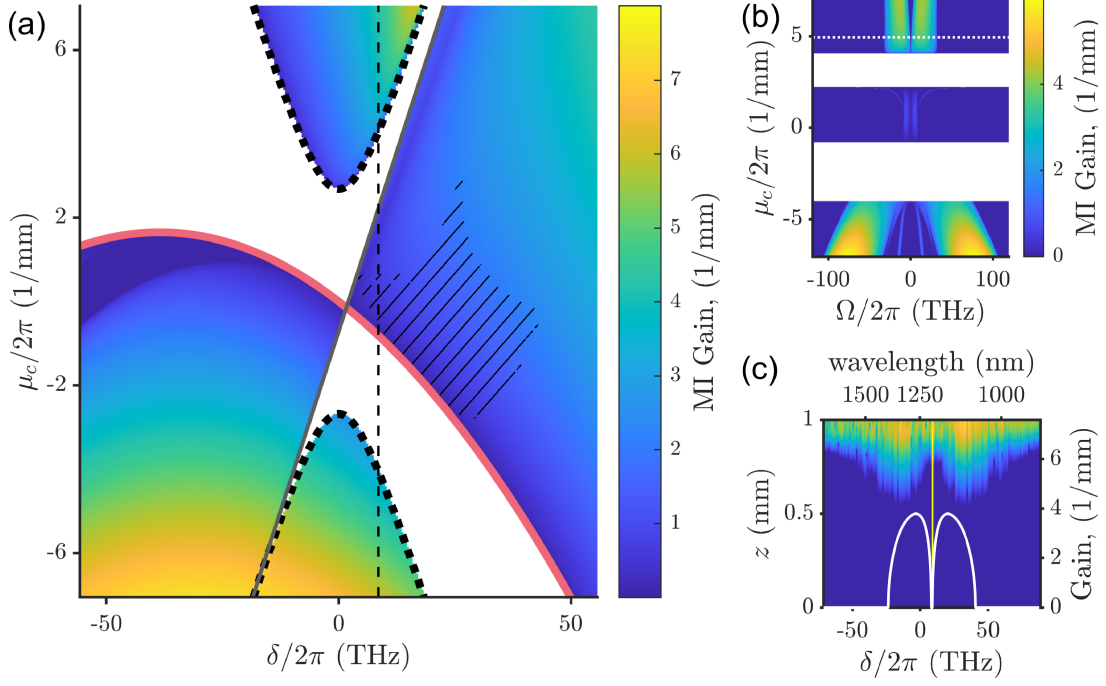 (a)
6
2
-2
-6
μc/2π (1/mm)
-50
0
50
δ/2π (THz)
7
6
5
4
3
2
1
MI Gain, (1/mm)
(b)
5
0
-5
μc/2π (1/mm)
-100
0
100
Ω/2π (THz)
4
2
0
MI Gain, (1/mm)
(c)
wavelength (nm)
1500
1250
1000
1
0.5
0
z (mm)
6
4
2
0
Gain, (1/mm)
-50
0
50
δ/2π (THz)